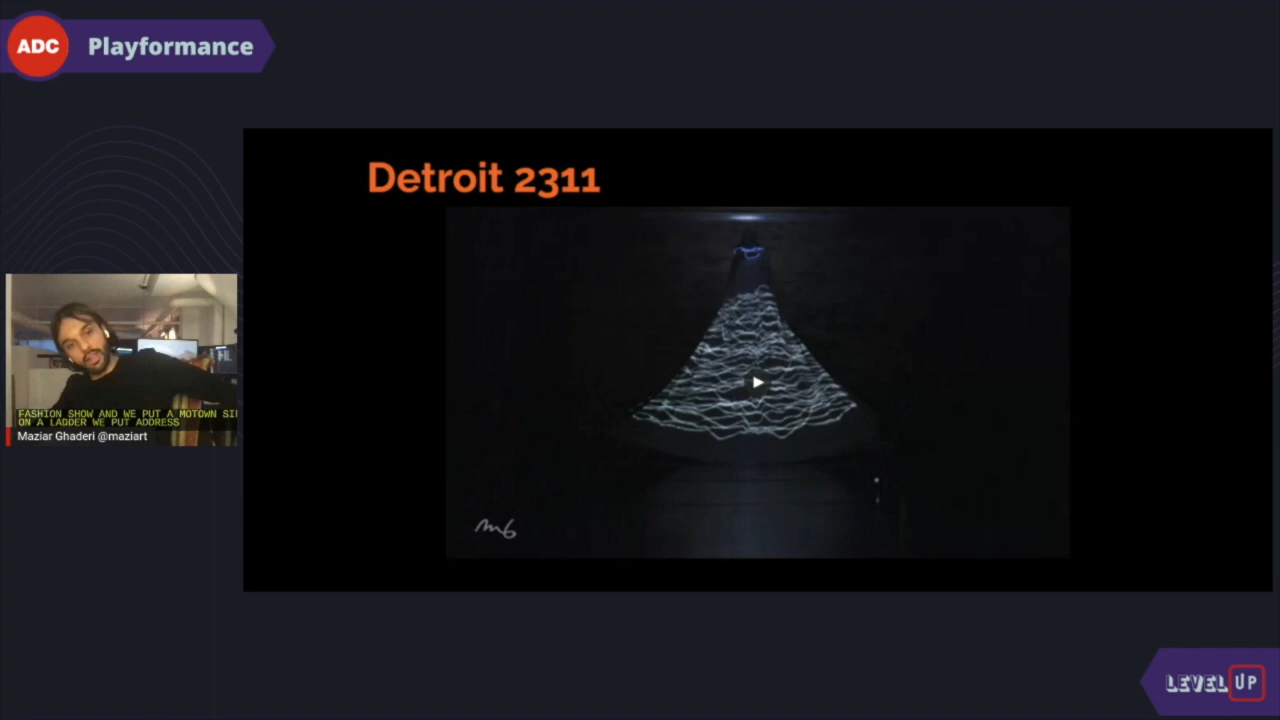 ADC
Playformance
Detroit 2311
FASHION SHOW AND WE PUT A MOTOWN
ON A LADDER WE PUT ADDRESS
Maziar Ghaderi @maziart
LEVEL UP